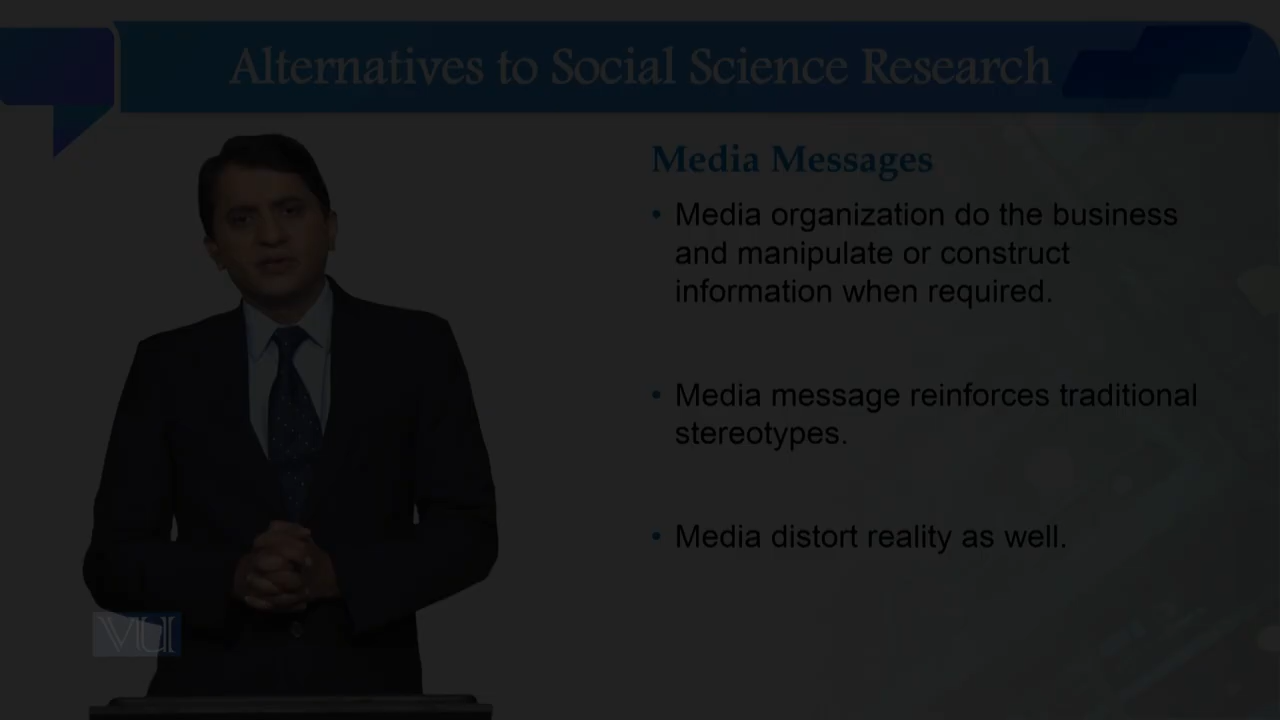 Alternatives to Social Science Research
Media Messages
• Media organization do the business
and manipulate or construct
information when required.
• Media message reinforces traditional
stereotypes.
• Media distort reality as well.
VU